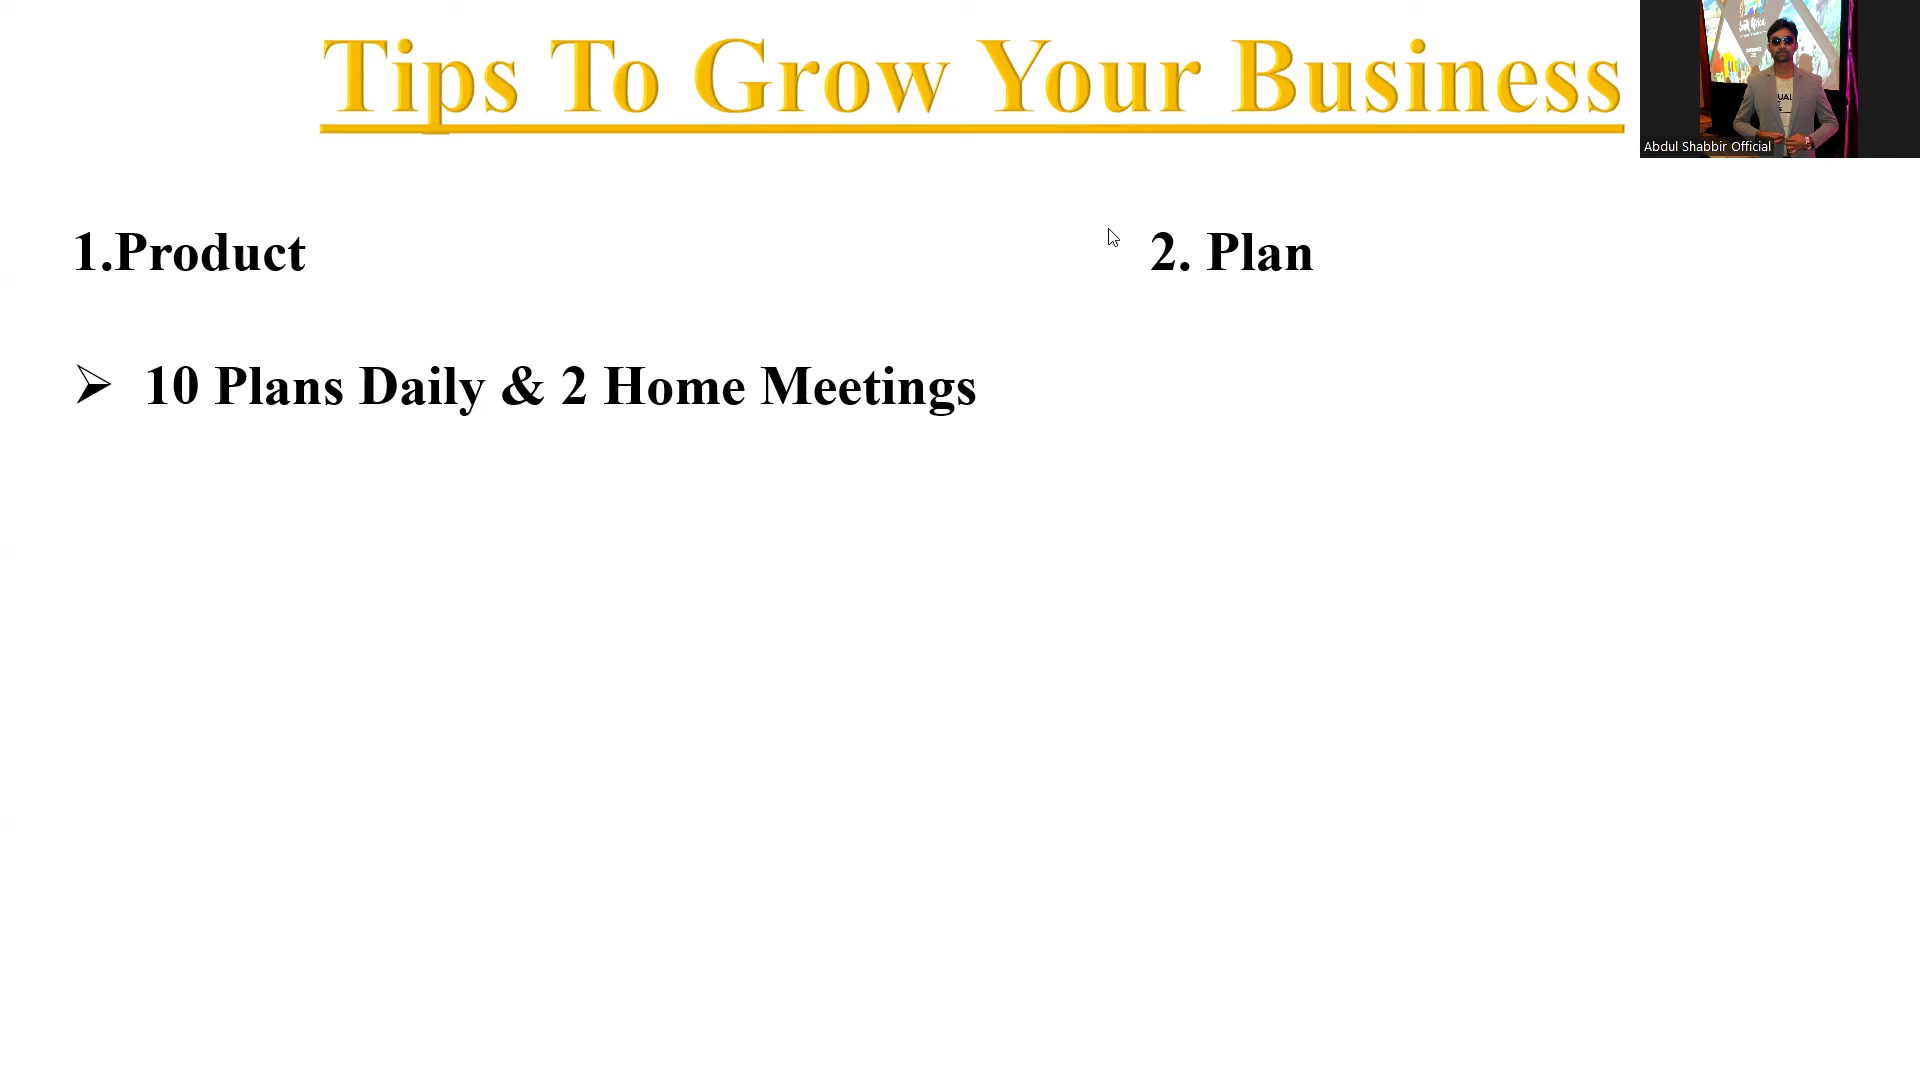 Tips To Grow Your Business
Abdul Shabbir Official
1.Product
2. Plan
➢ 10 Plans Daily & 2 Home Meetings